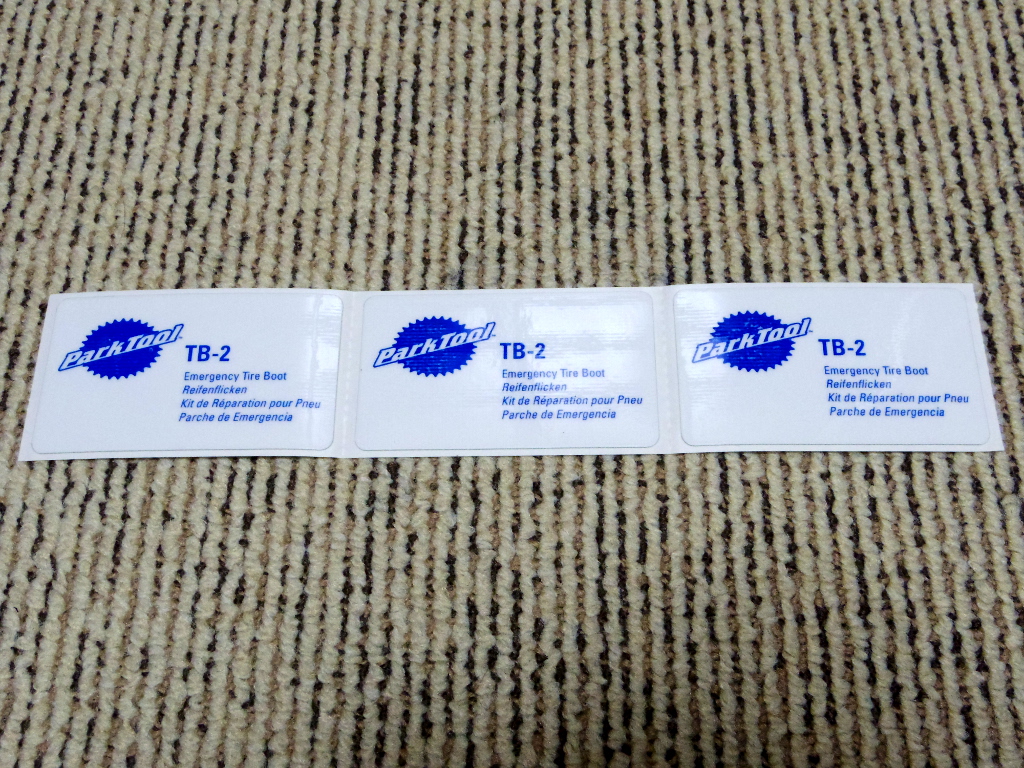 ParkTool
TB-2
Emergency Tire Boot
Reifenflicken
Kit de Réparation pour Pneu
Parche de Emergencia
ParkTool
TB-2
Emergency Tire Boot
Reifenflicken
Kit de Réparation pour Pneu
Parche de Emergencia
ParkTool
TB-2
Emergency Tire Boot
Reifenflicken
Kit de Réparation pour Pneu
Parche de Emergencia